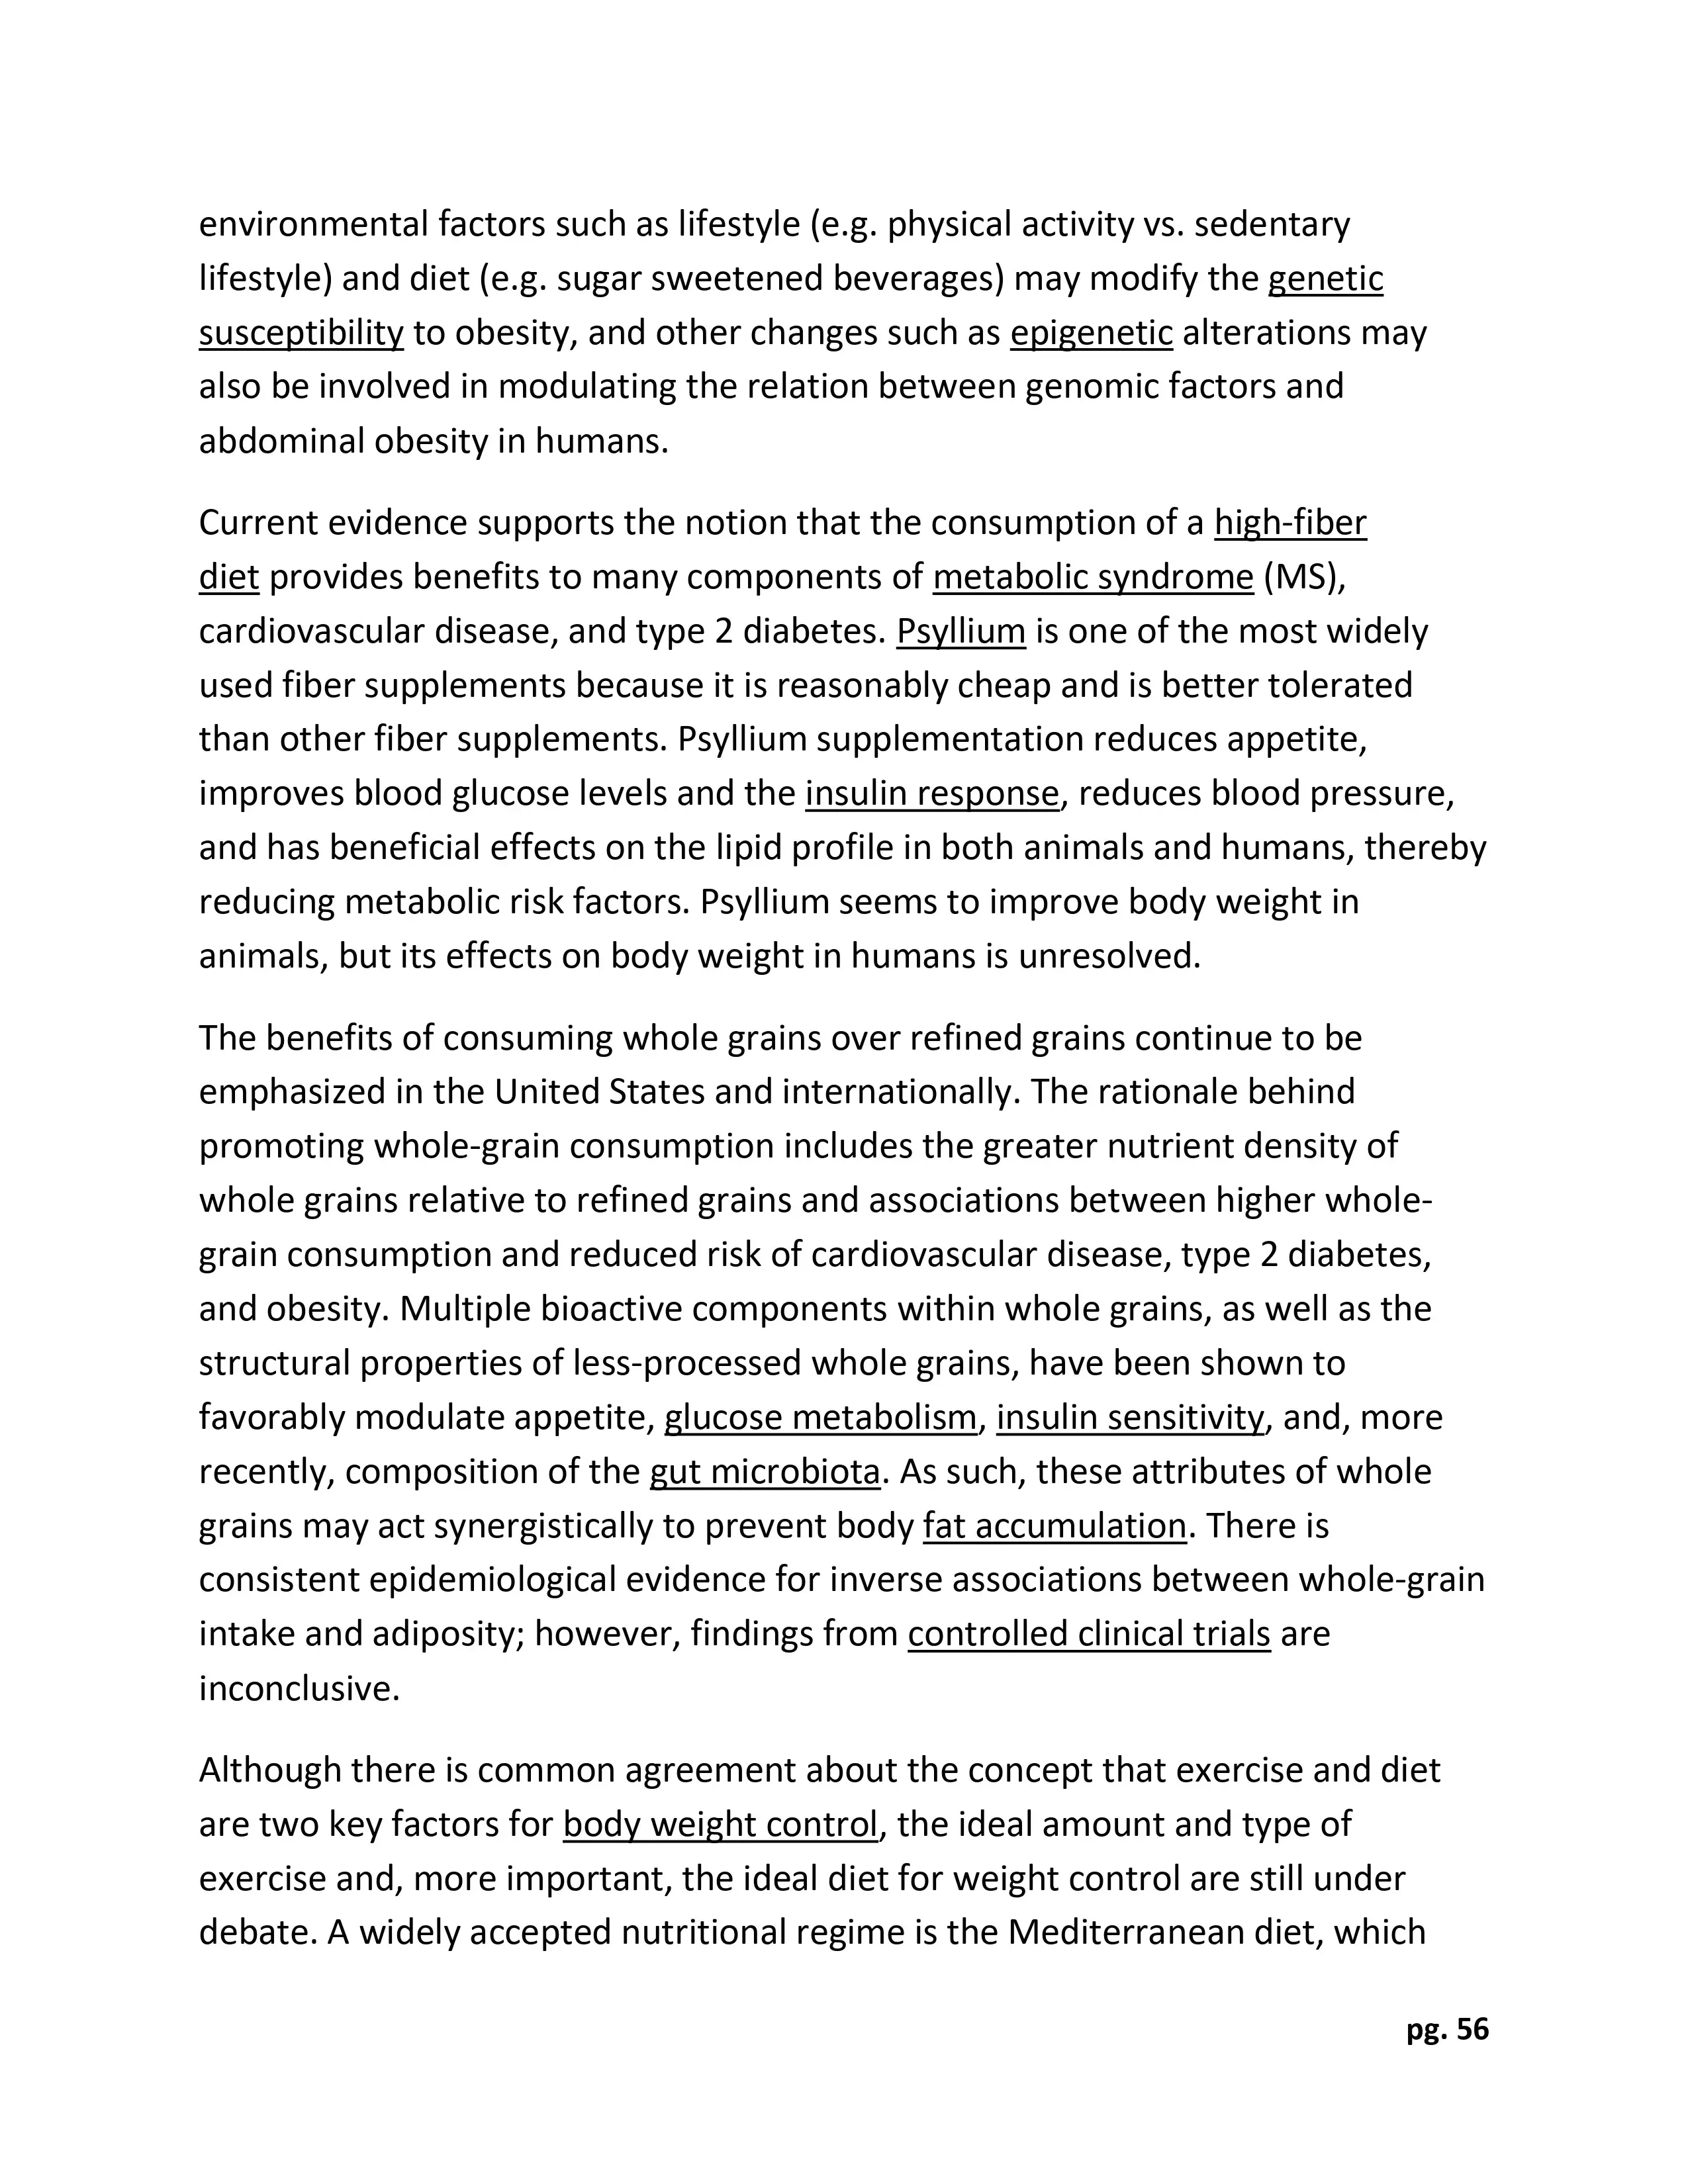 environmental factors such as lifestyle (e.g. physical activity vs. sedentary
lifestyle) and diet (e.g. sugar sweetened beverages) may modify the genetic
susceptibility to obesity, and other changes such as epigenetic alterations may
also be involved in modulating the relation between genomic factors and
abdominal obesity in humans.
Current evidence supports the notion that the consumption of a high-fiber
diet provides benefits to many components of metabolic syndrome (MS),
cardiovascular disease, and type 2 diabetes. Psyllium is one of the most widely
used fiber supplements because it is reasonably cheap and is better tolerated
than other fiber supplements. Psyllium supplementation reduces appetite,
improves blood glucose levels and the insulin response, reduces blood pressure,
and has beneficial effects on the lipid profile in both animals and humans, thereby
reducing metabolic risk factors. Psyllium seems to improve body weight in
animals, but its effects on body weight in humans is unresolved.
The benefits of consuming whole grains over refined grains continue to be
emphasized in the United States and internationally. The rationale behind
promoting whole-grain consumption includes the greater nutrient density of
whole grains relative to refined grains and associations between higher whole-
grain consumption and reduced risk of cardiovascular disease, type 2 diabetes,
and obesity. Multiple bioactive components within whole grains, as well as the
structural properties of less-processed whole grains, have been shown to
favorably modulate appetite, glucose metabolism, insulin sensitivity, and, more
recently, composition of the gut microbiota. As such, these attributes of whole
grains may act synergistically to prevent body fat accumulation. There is
consistent epidemiological evidence for inverse associations between whole-grain
intake and adiposity; however, findings from controlled clinical trials are
inconclusive.
Although there is common agreement about the concept that exercise and diet
are two key factors for body weight control, the ideal amount and type of
exercise and, more important, the ideal diet for weight control are still under
debate. A widely accepted nutritional regime is the Mediterranean diet, which
pg. 56